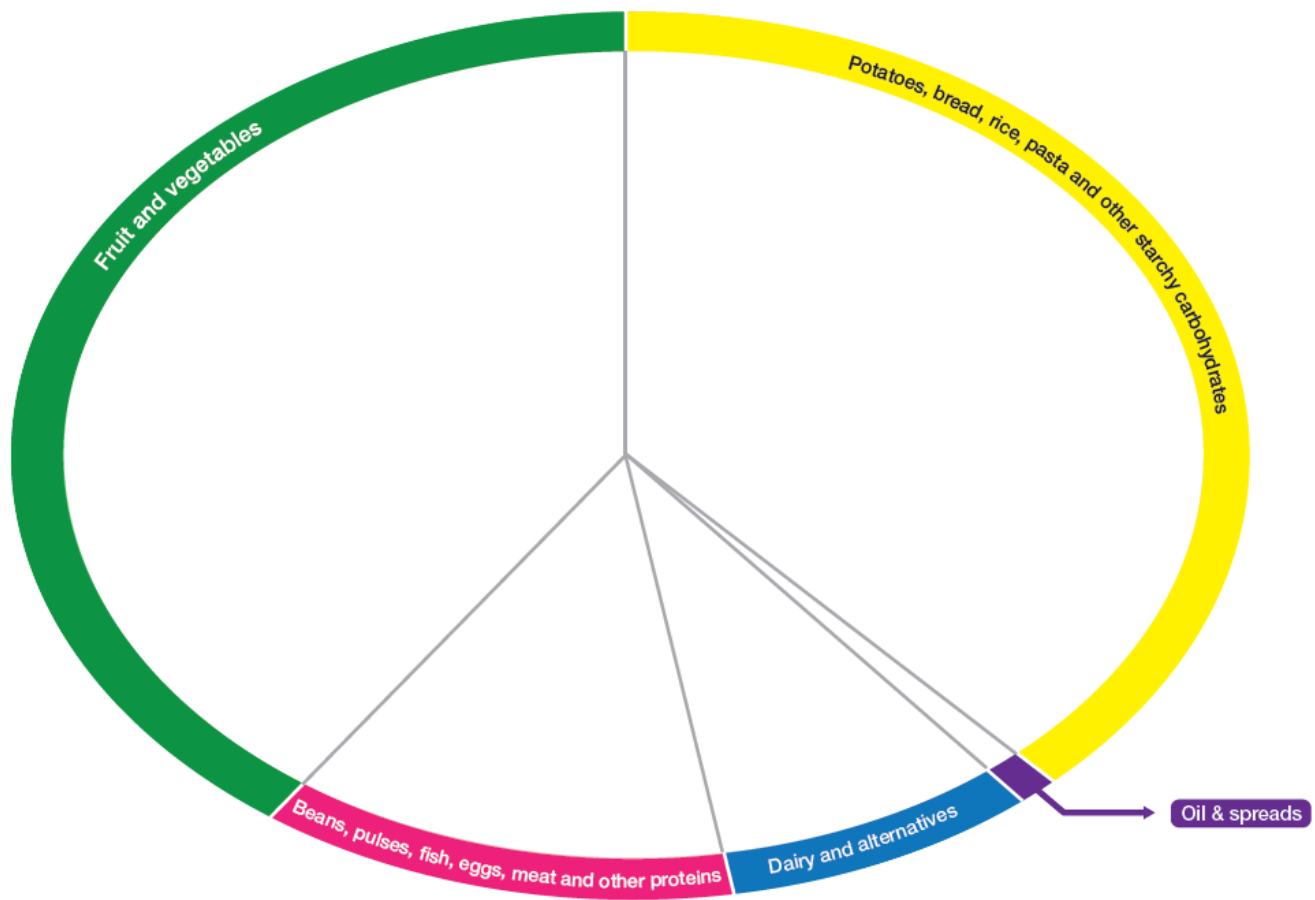 Fruit and vegetables
Potatoes, bread, rice, pasta and other starchy carbohydrates
Beans, pulses, fish, eggs, meat and other proteins
Dairy and alternatives
Oil & spreads